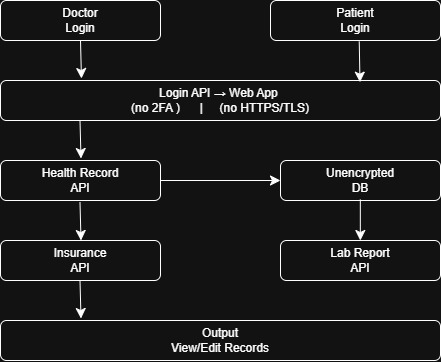 Doctor
Login
Patient
Login
Login API → Web App
(no 2FA ) | (no HTTPS/TLS)
Health Record
API
Unencrypted
DB
Insurance
API
Lab Report
API
Output
View/Edit Records